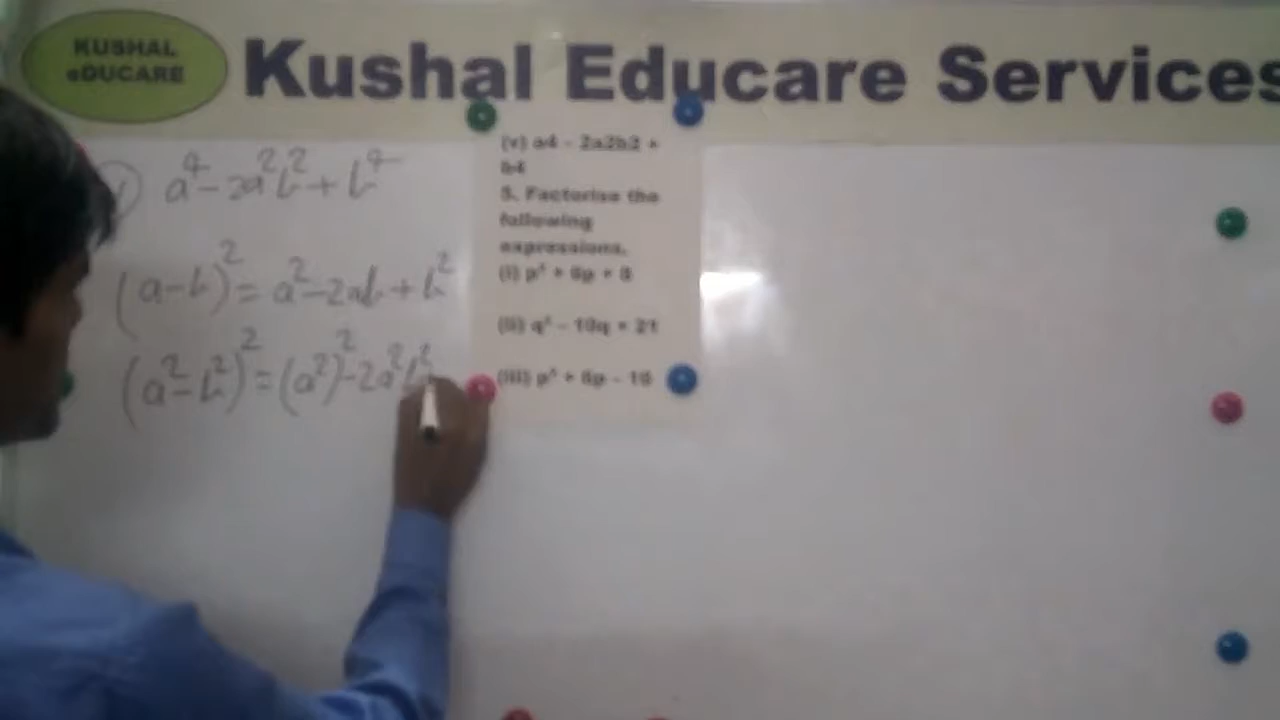 KUSHAL
eDUCARE
Kushal Educare Services
v) a⁴ - 2a²b² + b⁴
(a-b)² = a² - 2ab + b²
(a² - b²)² = (a²)² - 2a²b²
(v) a4 - 2a2b2 +
b4
5. Factorise the
following
expressions.
(i) p² + 6p + 8
(ii) q² - 10q + 21
(iii) p² + 6p - 16